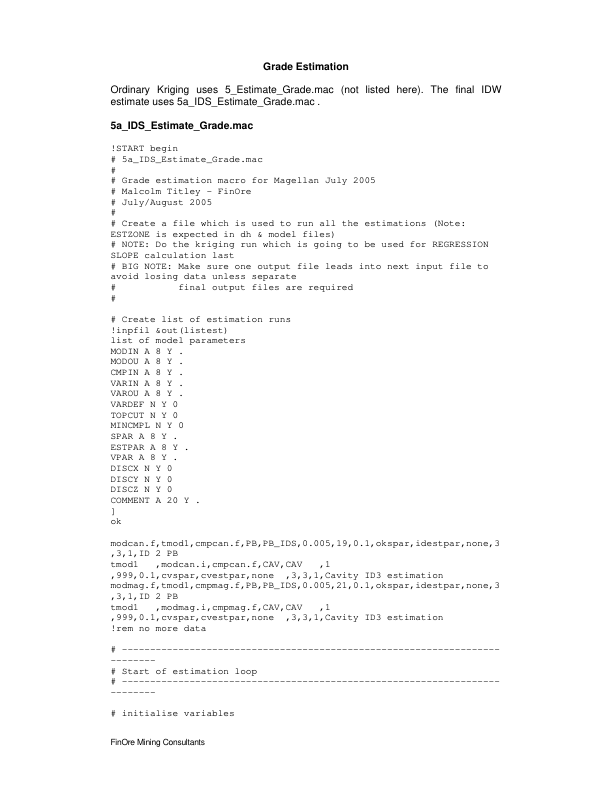 Grade Estimation
Ordinary Kriging uses 5_Estimate_Grade.mac (not listed here). The final IDW
estimate uses 5a_IDS_Estimate_Grade.mac .
5a_IDS_Estimate_Grade.mac
!START begin
# 5a_IDS_Estimate_Grade.mac
#
# Grade estimation macro for Magellan July 2005
# Malcolm Titley – FinOre
# July/August 2005
#
# Create a file which is used to run all the estimations (Note:
ESTZONE is expected in dh & model files)
# NOTE: Do the kriging run which is going to be used for REGRESSION
SLOPE calculation last
# BIG NOTE: Make sure one output file leads into next input file to
avoid losing data unless separate
#           final output files are required
#
# Create list of estimation runs
!inpfil &out(listest)
list of model parameters
MODIN A 8 Y .
MODOU A 8 Y .
CMPIN A 8 Y .
VARIN A 8 Y .
VAROU A 8 Y .
VARDEF N Y 0
TOPCUT N Y 0
MINCMPL N Y 0
SPAR A 8 Y .
ESTPAR A 8 Y .
VPAR A 8 Y .
DISCX N Y 0
DISCY N Y 0
DISCZ N Y 0
COMMENT A 20 Y .
]
ok
modcan.f,tmod1,cmpcan.f,PB,PB_IDS,0.005,19,0.1,okspar,idestpar,none,3
,3,1,ID 2 PB
tmod1   ,modcan.i,cmpcan.f,CAV,CAV   ,1
,999,0.1,cvspar,cvestpar,none  ,3,3,1,Cavity ID3 estimation
modmag.f,tmod1,cmpmag.f,PB,PB_IDS,0.005,21,0.1,okspar,idestpar,none,3
,3,1,ID 2 PB
tmod1   ,modmag.i,cmpmag.f,CAV,CAV   ,1
,999,0.1,cvspar,cvestpar,none  ,3,3,1,Cavity ID3 estimation
!rem no more data
# -------------------------------------------------------------------
--------
# Start of estimation loop
# -------------------------------------------------------------------
--------
# initialise variables
FinOre Mining Consultants